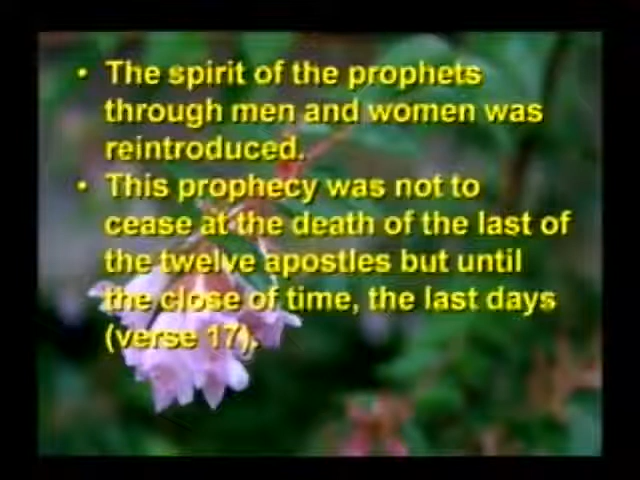 • The spirit of the prophets
through men and women was
reintroduced.
• This prophecy was not to
cease at the death of the last of
the twelve apostles but until
the close of time, the last days
(verse 17).